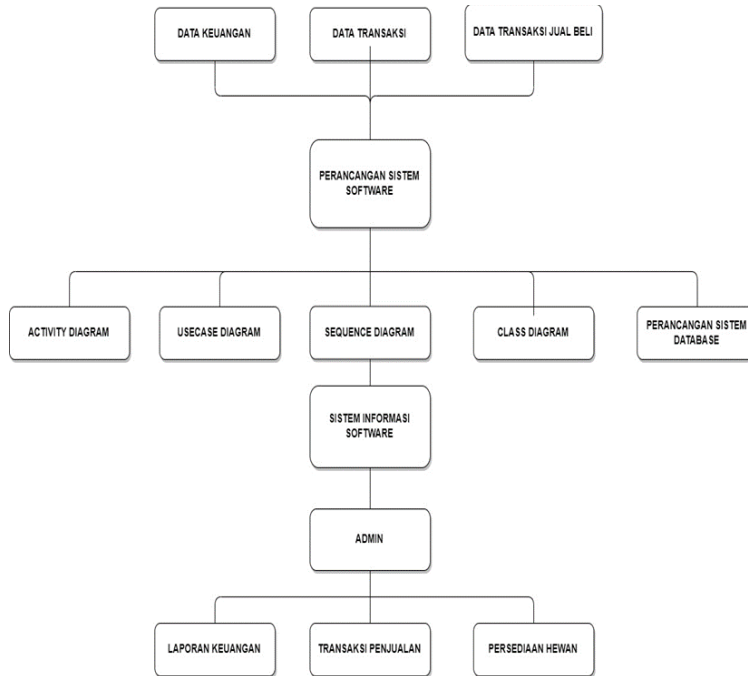 DATA KEUANGAN
DATA TRANSAKSI
DATA TRANSAKSI JUAL BELI
PERANCANGAN SISTEM
SOFTWARE
ACTIVITY DIAGRAM
USECASE DIAGRAM
SEQUENCE DIAGRAM
CLASS DIAGRAM
PERANCANGAN SISTEM
DATABASE
SISTEM INFORMASI
SOFTWARE
ADMIN
LAPORAN KEUANGAN
TRANSAKSI PENJUALAN
PERSEDIAAN HEWAN